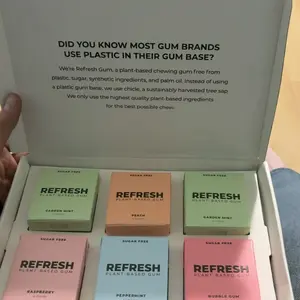 DID YOU KNOW MOST GUM BRANDS
USE PLASTIC IN THEIR GUM BASE?
We're Refresh Gum, a plant-based chewing gum free from
plastic, sugar, synthetic ingredients, and palm oil. Instead of using
a plastic gum base, we use chicle, a sustainably harvested tree sap.
We only use the highest quality plant-based ingredients
for the best possible chew.
SUGAR FREE
REFRESH
PLANT BASED GUM
GARDEN MINT
SUGAR FREE
REFRESH
PLANT BASED GUM
PEACH
SUGAR FREE
REFRESH
PLANT BASED GUM
GARDEN MINT
SUGAR FREE
REFRESH
PLANT BASED GUM
RASPBERRY
SUGAR FREE
REFRESH
PLANT BASED GUM
PEPPERMINT
SUGAR FREE
REFRESH
PLANT BASED GUM
BUBBLE GUM